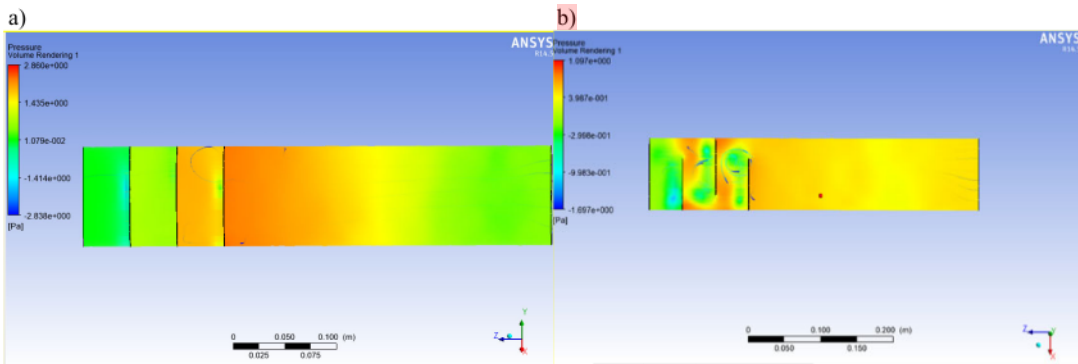 a)
Pressure
Volume Rendering 1
2.860e+000
1.435e+000
1.079e-002
-1.414e+000
-2.838e+000
[Pa]
ANSYS
R14.5
0 0.050 0.100 (m)
0.025 0.075
Y
Z
X
b)
Pressure
Volume Rendering 1
1.097e+000
3.987e-001
-2.998e-001
-9.983e-001
-1.697e+000
[Pa]
ANSYS
0 0.100 0.200 (m)
0.050 0.150
Z
Y
X